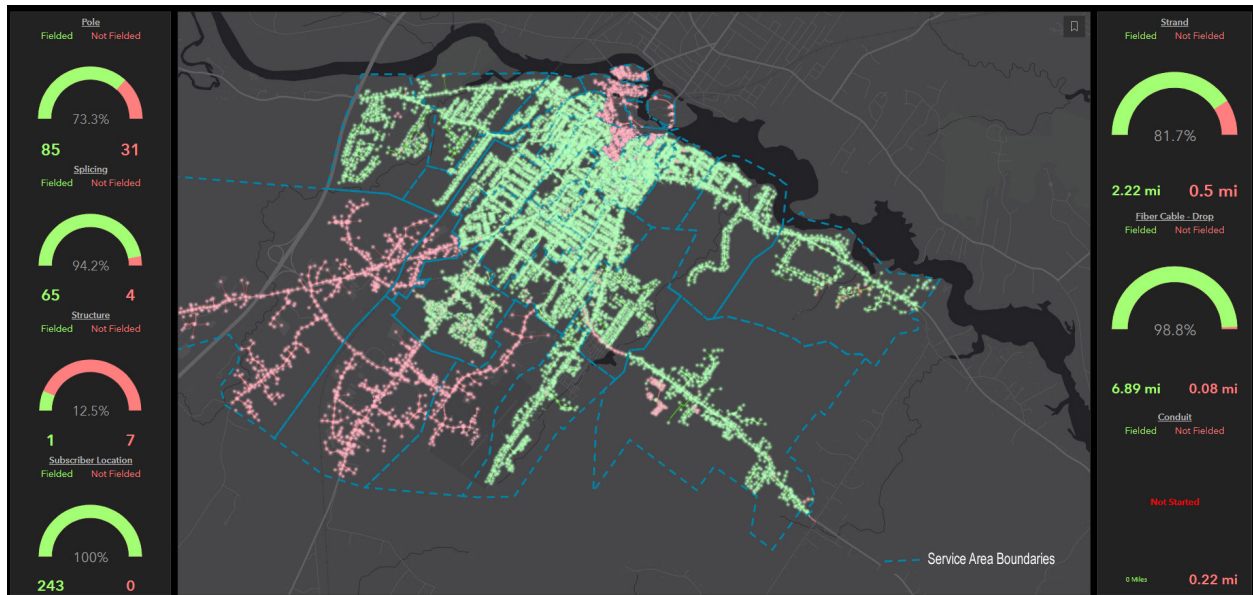 Pole
Fielded Not Fielded
73.3%
85 31
Splicing
Fielded Not Fielded
94.2%
65 4
Structure
Fielded Not Fielded
12.5%
1 7
Subscriber Location
Fielded Not Fielded
100%
243 0
Service Area Boundaries
Strand
Fielded Not Fielded
81.7%
2.22 mi 0.5 mi
Fiber Cable - Drop
Fielded Not Fielded
98.8%
6.89 mi 0.08 mi
Conduit
Fielded Not Fielded
Not Started
0 Miles 0.22 mi